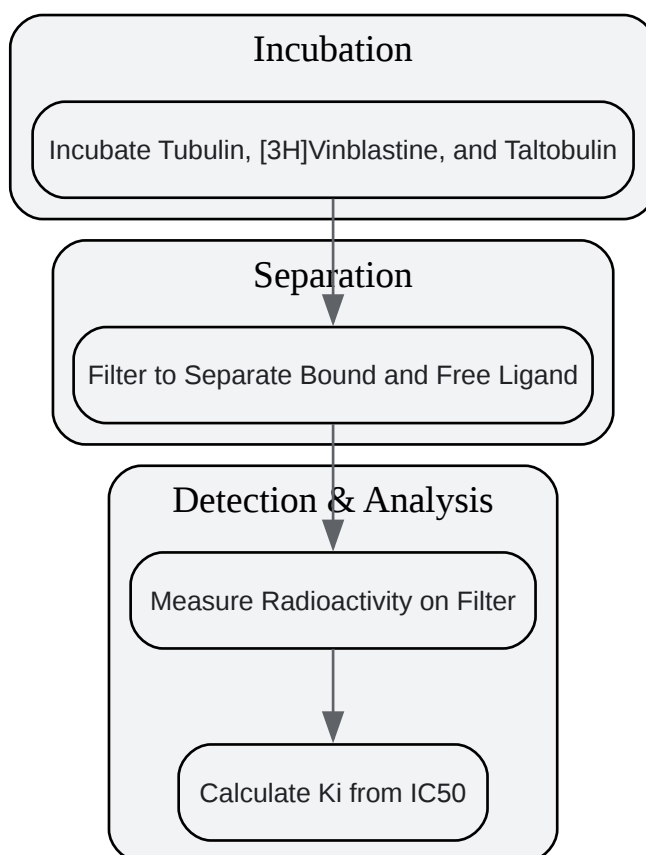 Incubation
Incubate Tubulin, [3H]Vinblastine, and Taltobulin
Separation
Filter to Separate Bound and Free Ligand
Detection & Analysis
Measure Radioactivity on Filter
Calculate Ki from IC50